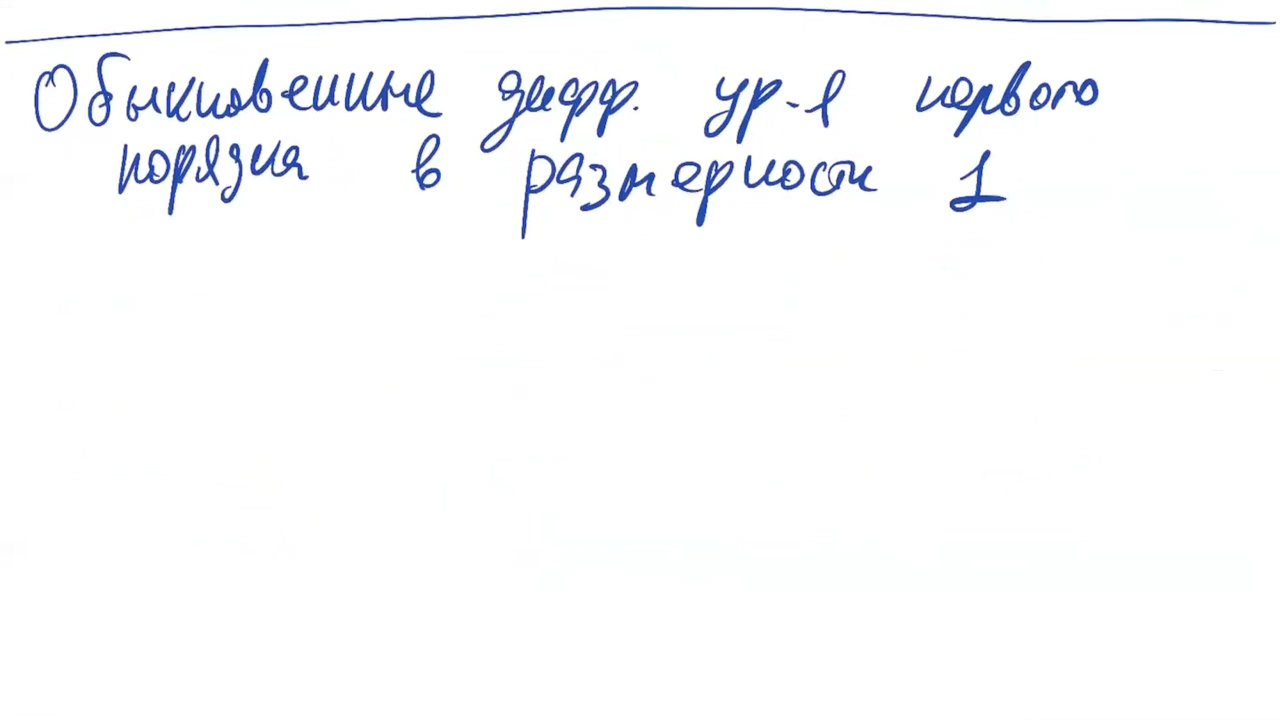 Обыкновенные дифф. ур-я первого
порядка в размерности 1